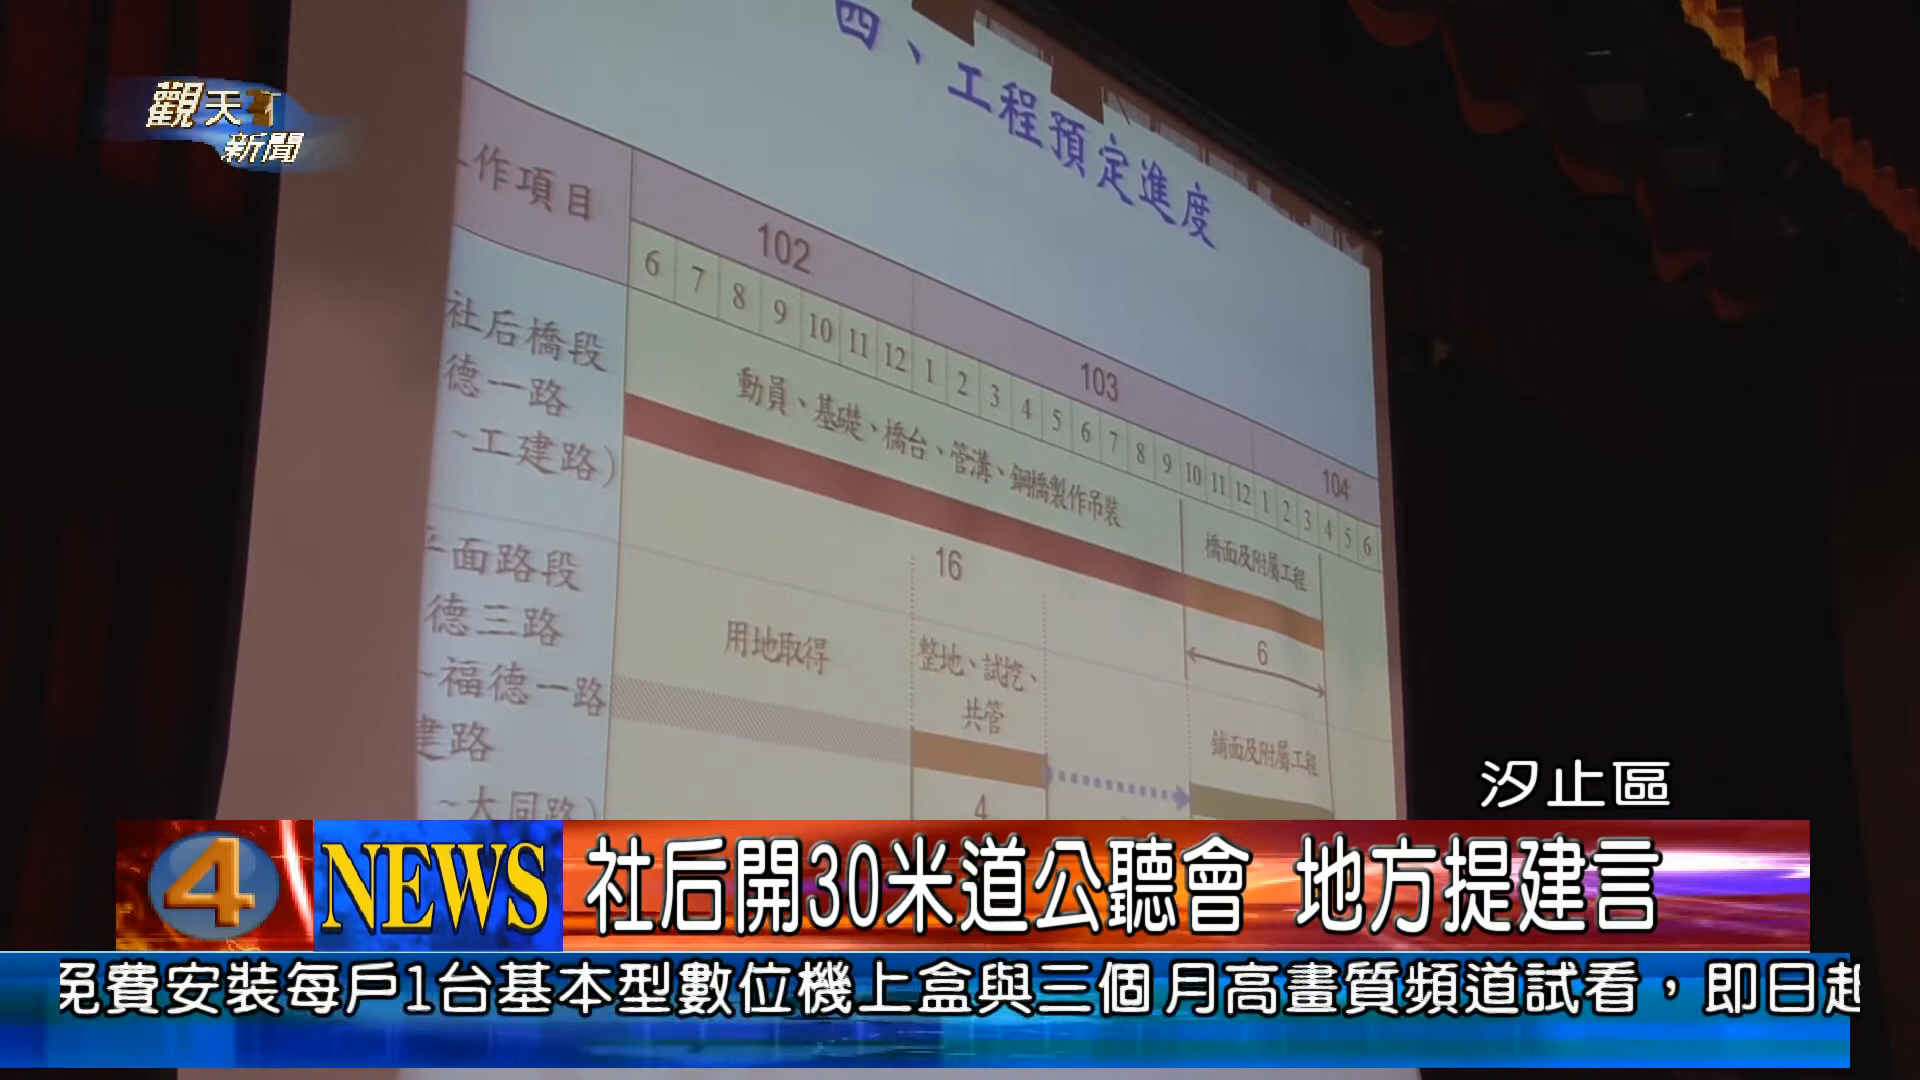 觀天下
新聞
四、工程預定進度
作項目
102
103
104
6 7 8 9 10 11 12 1 2 3 4 5 6 7 8 9 10 11 12 1 2 3 4 5 6
社后橋段
德一路
~工建路)
動員、基礎、橋台、管溝、鋼橋製作吊裝
橋面及附屬工程
16
6
平面路段
德三路
~福德一路
建路
~大同路)
用地取得
整地、試挖、
共管
4
鋪面及附屬工程
汐止區
4 NEWS 社后開30米道公聽會 地方提建言
免費安裝每戶1台基本型數位機上盒與三個月高畫質頻道試看，即日起